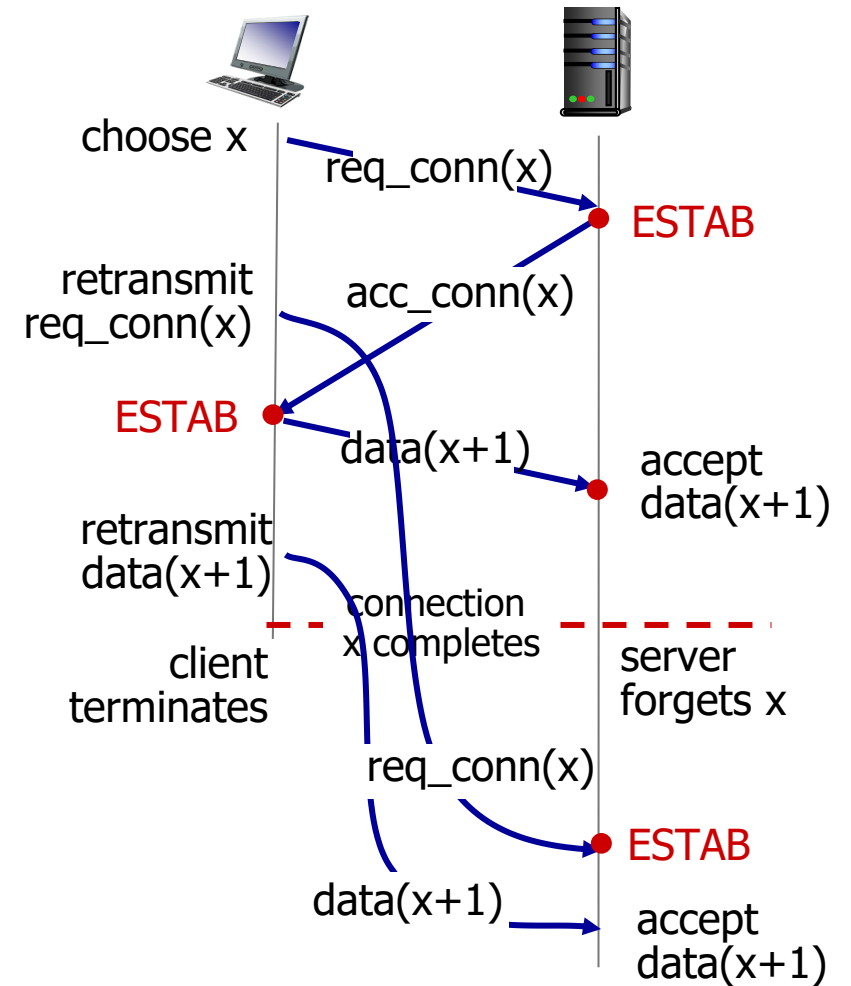 choose x
req_conn(x)
ESTAB
retransmit
req_conn(x)
acc_conn(x)
ESTAB
data(x+1)
accept
data(x+1)
retransmit
data(x+1)
connection
x completes
client
terminates
server
forgets x
req_conn(x)
ESTAB
data(x+1)
accept
data(x+1)